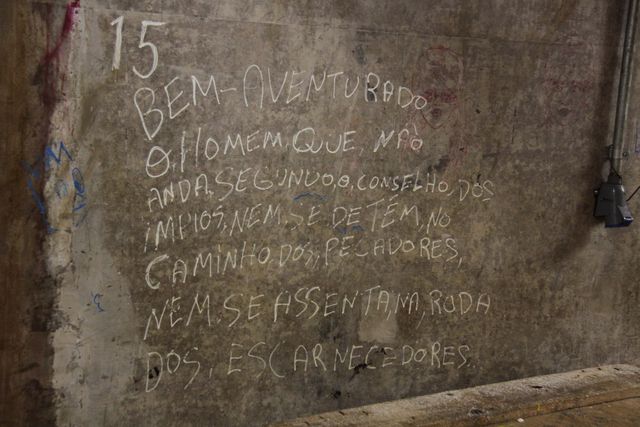 15
BEM-AVENTURADO
O, HOMEM, QUE, NÃO
ANDA, SEGUNDO, O, CONSELHO, DOS
ÍMPIOS, NEM, SE DETÉM, NO
CAMINHO, DOS, PECADORES,
NEM, SE ASSENTA, NA, RODA
DOS, ESCARNECEDORES.